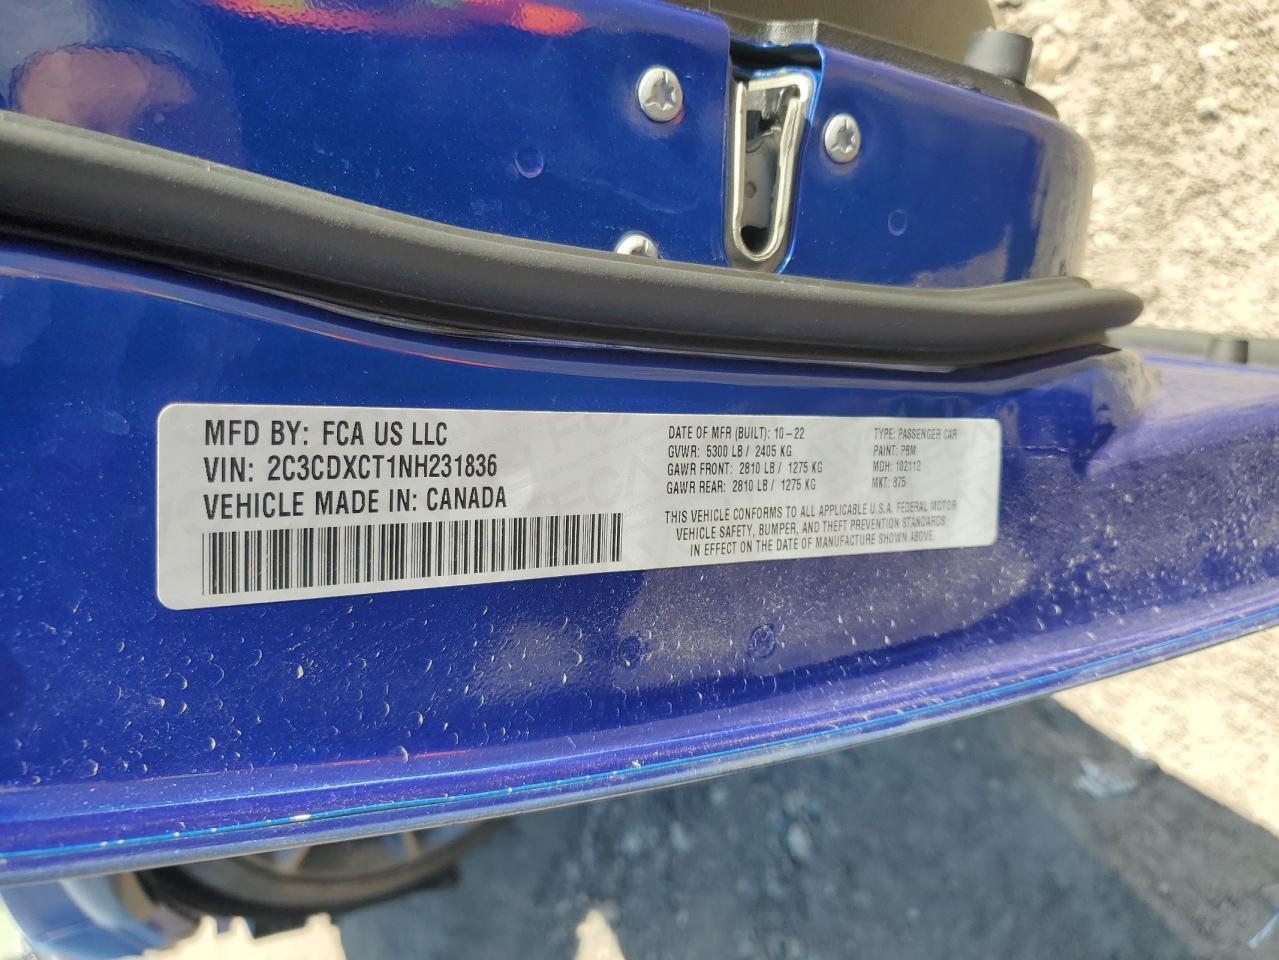 MFD BY: FCA US LLC
VIN: 2C3CDXCT1NH231836
VEHICLE MADE IN: CANADA
DATE OF MFR (BUILT): 10-22
GVWR: 5300 LB / 2405 KG
GAWR FRONT: 2810 LB / 1275 KG
GAWR REAR: 2810 LB / 1275 KG
TYPE: PASSENGER CAR
PAINT: PBM
MDH: 102112
MKT: 875
THIS VEHICLE CONFORMS TO ALL APPLICABLE U.S.A. FEDERAL MOTOR
VEHICLE SAFETY, BUMPER, AND THEFT PREVENTION STANDARDS
IN EFFECT ON THE DATE OF MANUFACTURE SHOWN ABOVE.